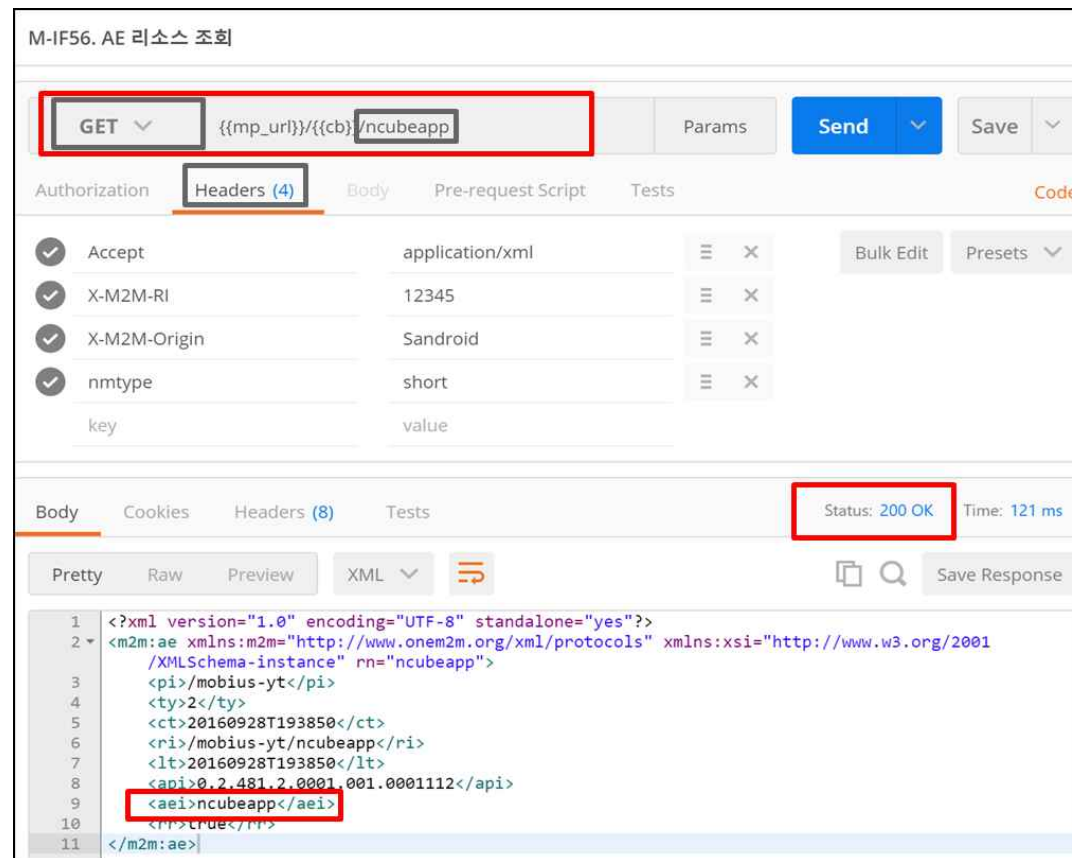 M-IF56. AE 리소스 조회
GET {{mp_url}}/{{cb}}/ncubeapp Params Send Save
Authorization Headers (4) Body Pre-request Script Tests Code
Accept application/xml Bulk Edit Presets
X-M2M-RI 12345
X-M2M-Origin Sandroid
nmtype short
key value
Body Cookies Headers (8) Tests Status: 200 OK Time: 121 ms
Pretty Raw Preview XML Save Response
1 <?xml version="1.0" encoding="UTF-8" standalone="yes"?>
2 <m2m:ae xmlns:m2m="http://www.onem2m.org/xml/protocols" xmlns:xsi="http://www.w3.org/2001
/XMLSchema-instance" rn="ncubeapp">
3 <pi>/mobius-yt</pi>
4 <ty>2</ty>
5 <ct>20160928T193850</ct>
6 <ri>/mobius-yt/ncubeapp</ri>
7 <lt>20160928T193850</lt>
8 <api>0.2.481.2.0001.001.0001112</api>
9 <aei>ncubeapp</aei>
10 <rr>true</rr>
11 </m2m:ae>